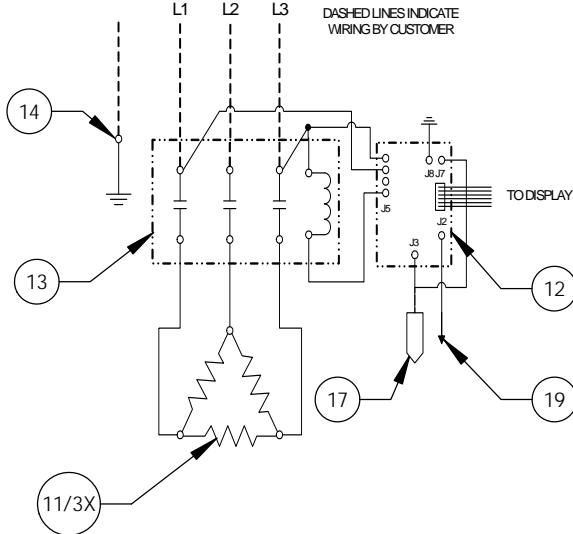 L1 L2 L3
DASHED LINES INDICATE
WIRING BY CUSTOMER
14
J8 J7
J5
TO DISPLAY
J2
J3
13
12
17
19
11/3X